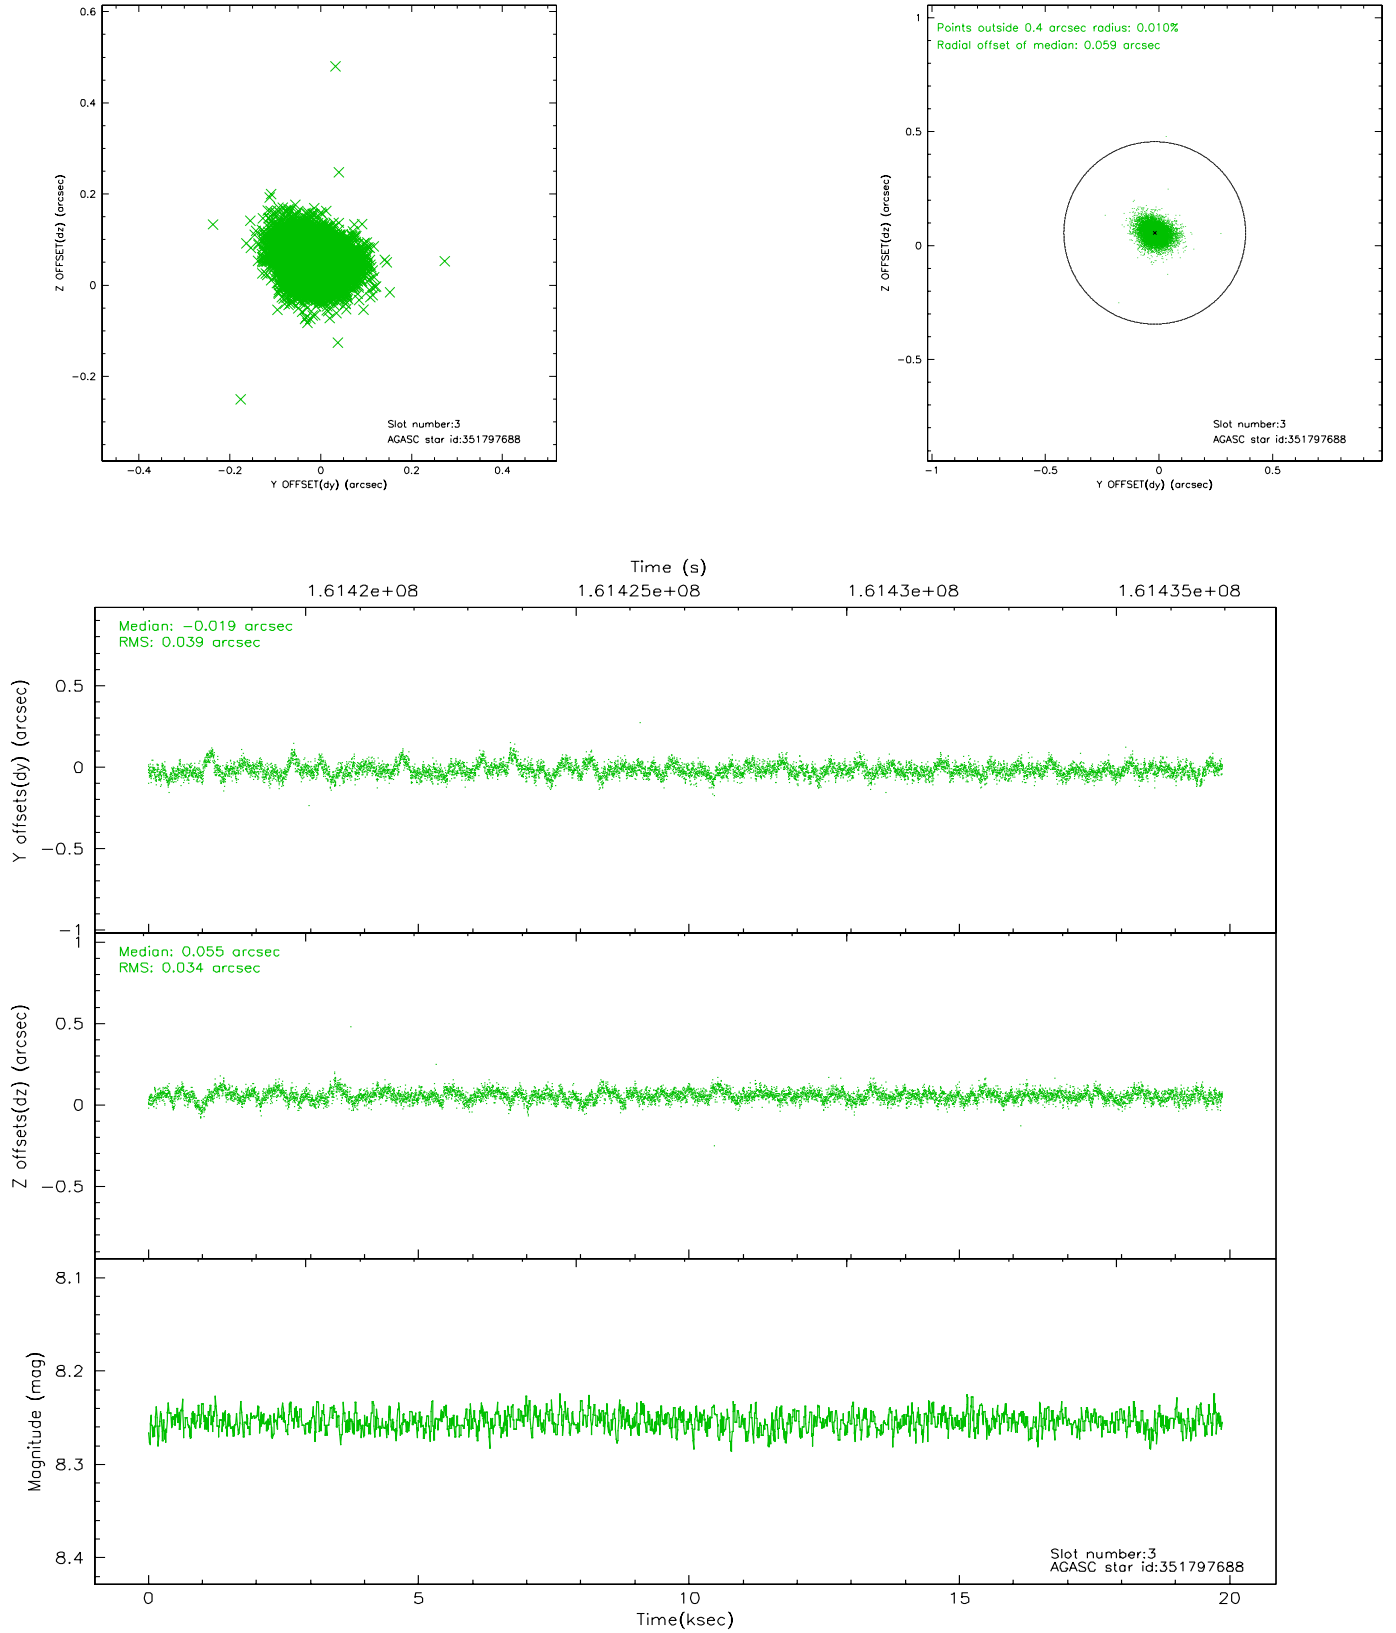 0.6
0.4
0.2
0
−0.2
Z OFFSET(dz) (arcsec)
−0.4
−0.2
0
0.2
0.4
Y OFFSET(dy) (arcsec)
Slot number:3
AGASC star id:351797688
Points outside 0.4 arcsec radius: 0.010%
Radial offset of median: 0.059 arcsec
1
0.5
0
−0.5
Z OFFSET(dz) (arcsec)
−1
−0.5
0
0.5
Y OFFSET(dy) (arcsec)
Slot number:3
AGASC star id:351797688
Time (s)
1.6142e+08
1.61425e+08
1.6143e+08
1.61435e+08
Median: −0.019 arcsec
RMS: 0.039 arcsec
0.5
0
−0.5
−1
Y offsets(dy) (arcsec)
Median: 0.055 arcsec
RMS: 0.034 arcsec
1
0.5
0
−0.5
Z offsets(dz) (arcsec)
8.1
8.2
8.3
8.4
Magnitude (mag)
Slot number:3
AGASC star id:351797688
0
5
10
15
20
Time(ksec)